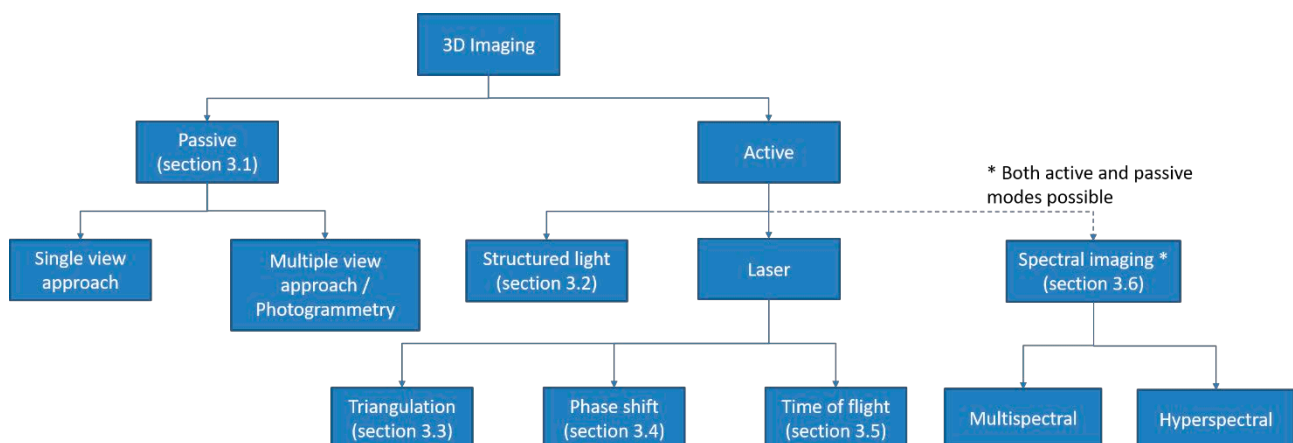 3D Imaging
Passive
(section 3.1)
Active
* Both active and passive
modes possible
Single view
approach
Multiple view
approach /
Photogrammetry
Structured light
(section 3.2)
Laser
Spectral imaging *
(section 3.6)
Triangulation
(section 3.3)
Phase shift
(section 3.4)
Time of flight
(section 3.5)
Multispectral
Hyperspectral